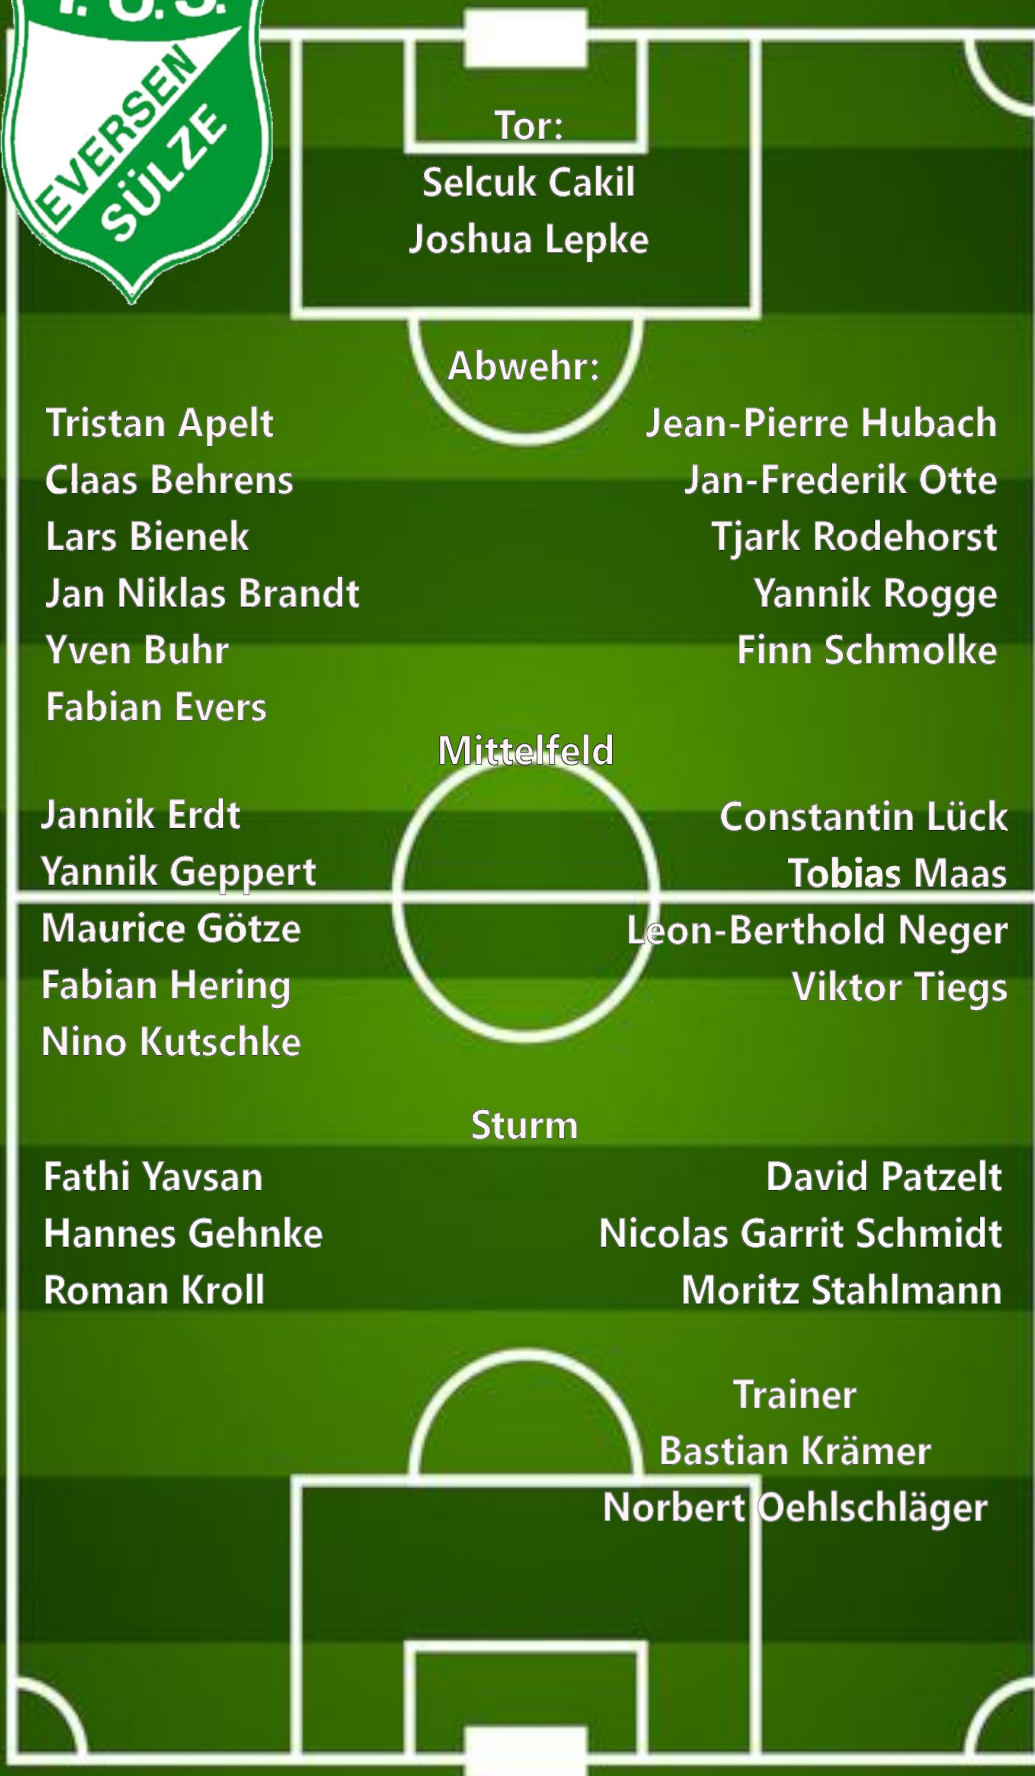 EVERSEN
SÜLZE
Tor:
Selcuk Cakil
Joshua Lepke
Abwehr:
Tristan Apelt
Claas Behrens
Lars Bienek
Jan Niklas Brandt
Yven Buhr
Fabian Evers
Jean-Pierre Hubach
Jan-Frederik Otte
Tjark Rodehorst
Yannik Rogge
Finn Schmolke
Mittelfeld
Jannik Erdt
Yannik Geppert
Maurice Götze
Fabian Hering
Nino Kutschke
Constantin Lück
Tobias Maas
Leon-Berthold Neger
Viktor Tiegs
Sturm
Fathi Yavsan
Hannes Gehnke
Roman Kroll
David Patzelt
Nicolas Garrit Schmidt
Moritz Stahlmann
Trainer
Bastian Krämer
Norbert Oehlschläger